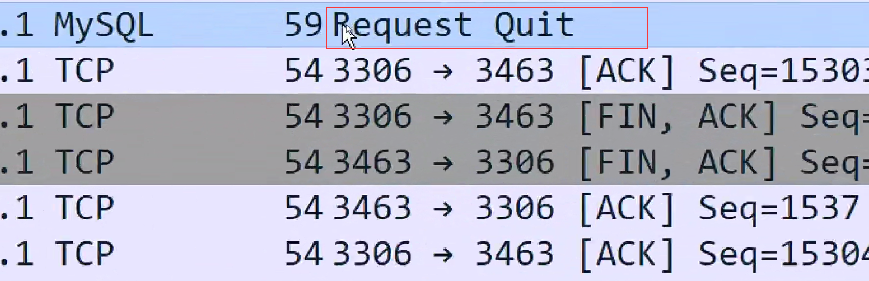 .1 MySQL 59 Request Quit
.1 TCP 54 3306 → 3463 [ACK] Seq=15303
.1 TCP 54 3306 → 3463 [FIN, ACK] Seq=
.1 TCP 54 3463 → 3306 [FIN, ACK] Seq=
.1 TCP 54 3463 → 3306 [ACK] Seq=1537
.1 TCP 54 3306 → 3463 [ACK] Seq=15304